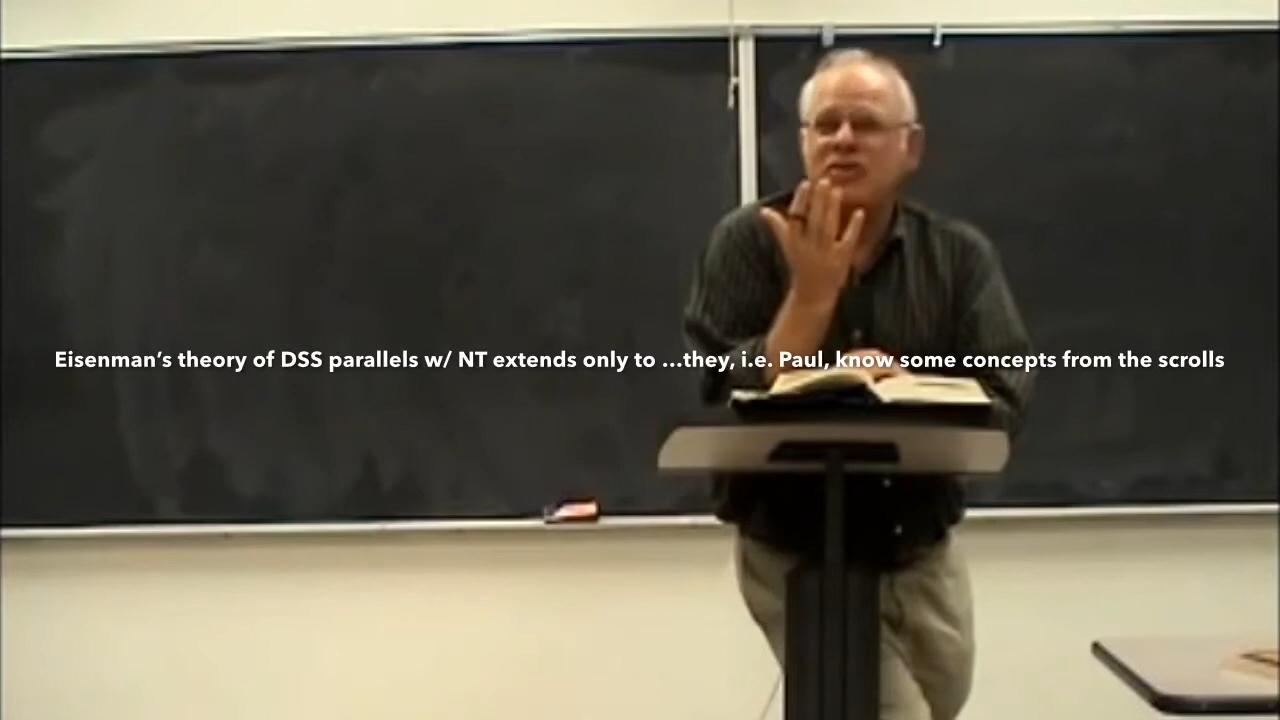 Eisenman’s theory of DSS parallels w/ NT extends only to ...they, i.e. Paul, know some concepts from the scrolls